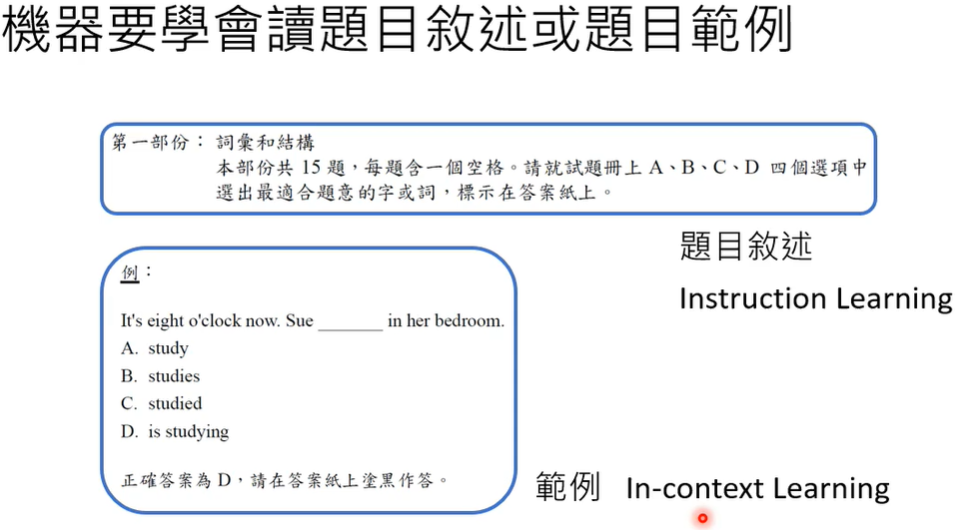 機器要學會讀題目敘述或題目範例
第一部份： 詞彙和結構
本部份共 15 題，每題含一個空格。請就試題冊上 A、B、C、D 四個選項中
選出最適合題意的字或詞，標示在答案紙上。
題目敘述
Instruction Learning
例：
It's eight o'clock now. Sue _______ in her bedroom.
A. study
B. studies
C. studied
D. is studying
正確答案為 D，請在答案紙上塗黑作答。
範例 In-context Learning